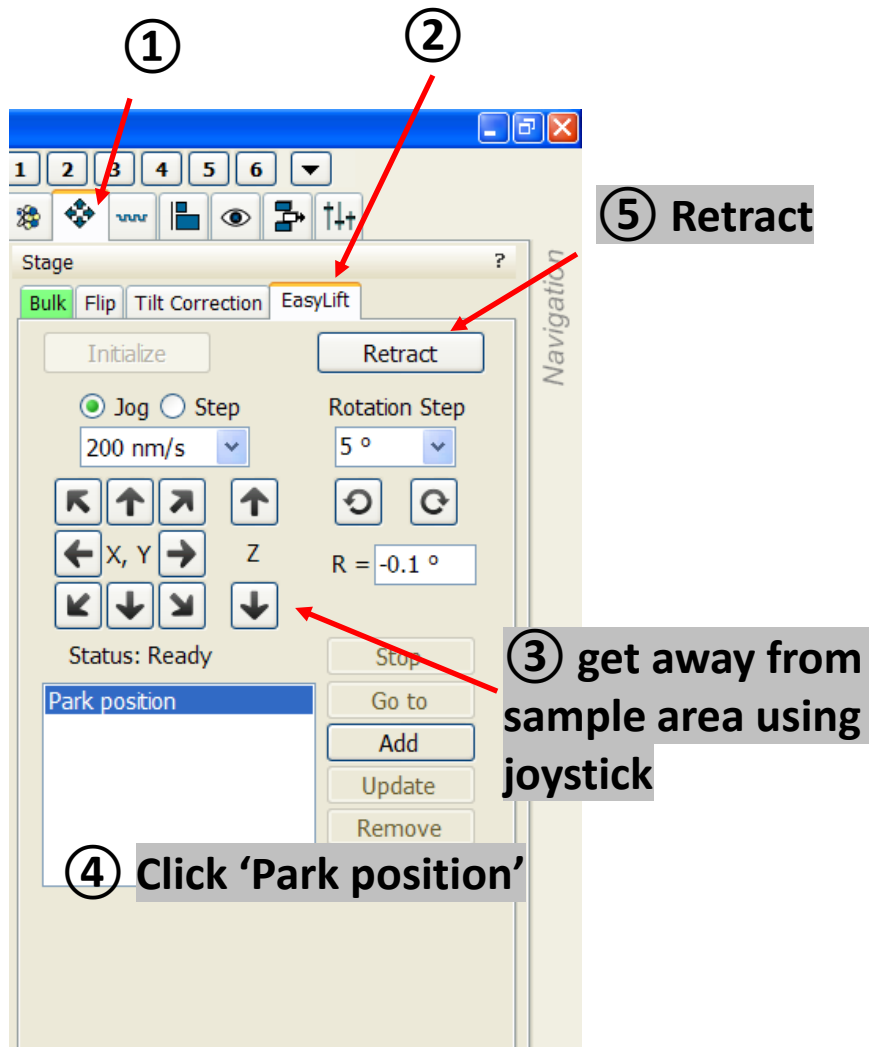 ① ②
1 2 3 4 5 6
⑤ Retract
Stage ?
Navigation
Bulk Flip Tilt Correction EasyLift
Initialize Retract
Jog Step Rotation Step
200 nm/s 5 º
X, Y Z R = -0.1 º
Status: Ready Stop
③ get away from
sample area using
joystick
Park position Go to
Add
Update
Remove
④ Click ‘Park position’